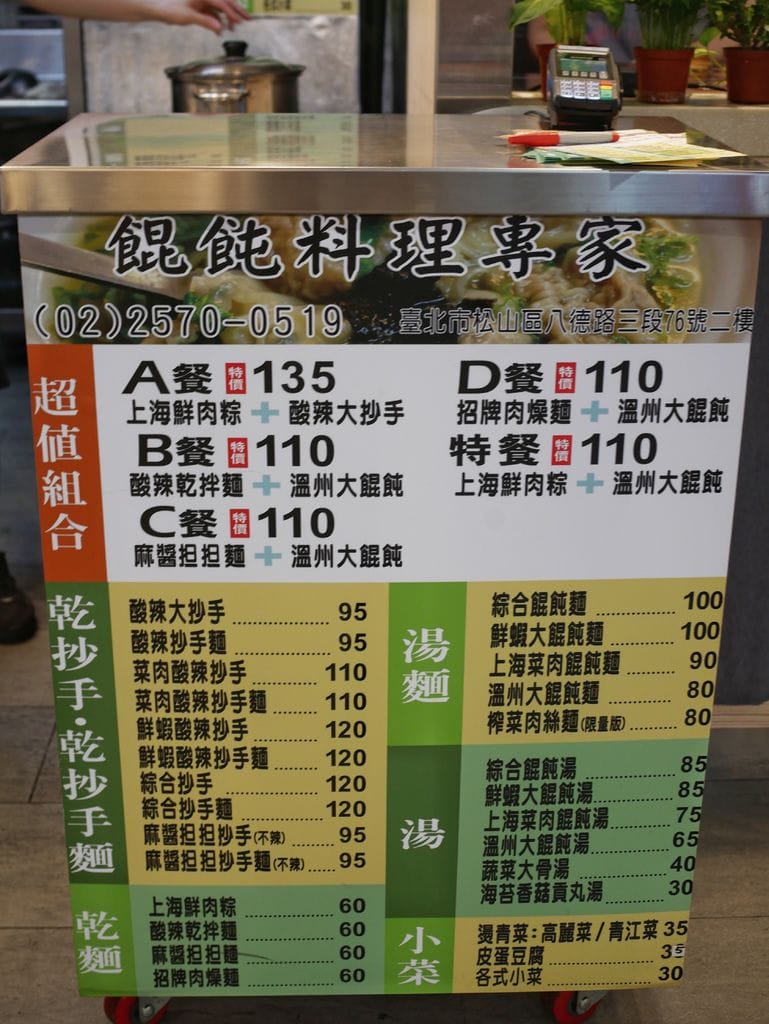 餛飩料理專家
(02)2570-0519 臺北市松山區八德路三段76號二樓
超值組合
A餐 特價 135
上海鮮肉粽 + 酸辣大抄手
B餐 特價 110
酸辣乾拌麵 + 溫州大餛飩
C餐 特價 110
麻醬担担麵 + 溫州大餛飩
D餐 特價 110
招牌肉燥麵 + 溫州大餛飩
特餐 特價 110
上海鮮肉粽 + 溫州大餛飩
乾抄手・乾抄手麵
酸辣大抄手 95
酸辣抄手麵 95
菜肉酸辣抄手 110
菜肉酸辣抄手麵 110
鮮蝦酸辣抄手 120
鮮蝦酸辣抄手麵 120
綜合抄手 120
綜合抄手麵 120
麻醬担担抄手(不辣) 95
麻醬担担抄手麵(不辣) 95
乾麵
上海鮮肉粽 60
酸辣乾拌麵 60
麻醬担担麵 60
招牌肉燥麵 60
湯麵
綜合餛飩麵 100
鮮蝦大餛飩麵 100
上海菜肉餛飩麵 90
溫州大餛飩麵 80
榨菜肉絲麵(限量版) 80
湯
綜合餛飩湯 85
鮮蝦大餛飩湯 85
上海菜肉餛飩湯 75
溫州大餛飩湯 65
蔬菜大骨湯 40
海苔香菇貢丸湯 30
小菜
燙青菜：高麗菜/青江菜 35
皮蛋豆腐 35
各式小菜 30